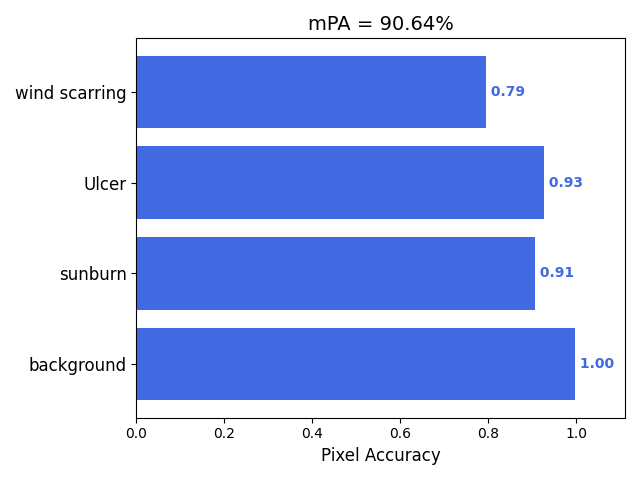 mPA = 90.64%
wind scarring 0.79
Ulcer 0.93
sunburn 0.91
background 1.00
0.0 0.2 0.4 0.6 0.8 1.0
Pixel Accuracy